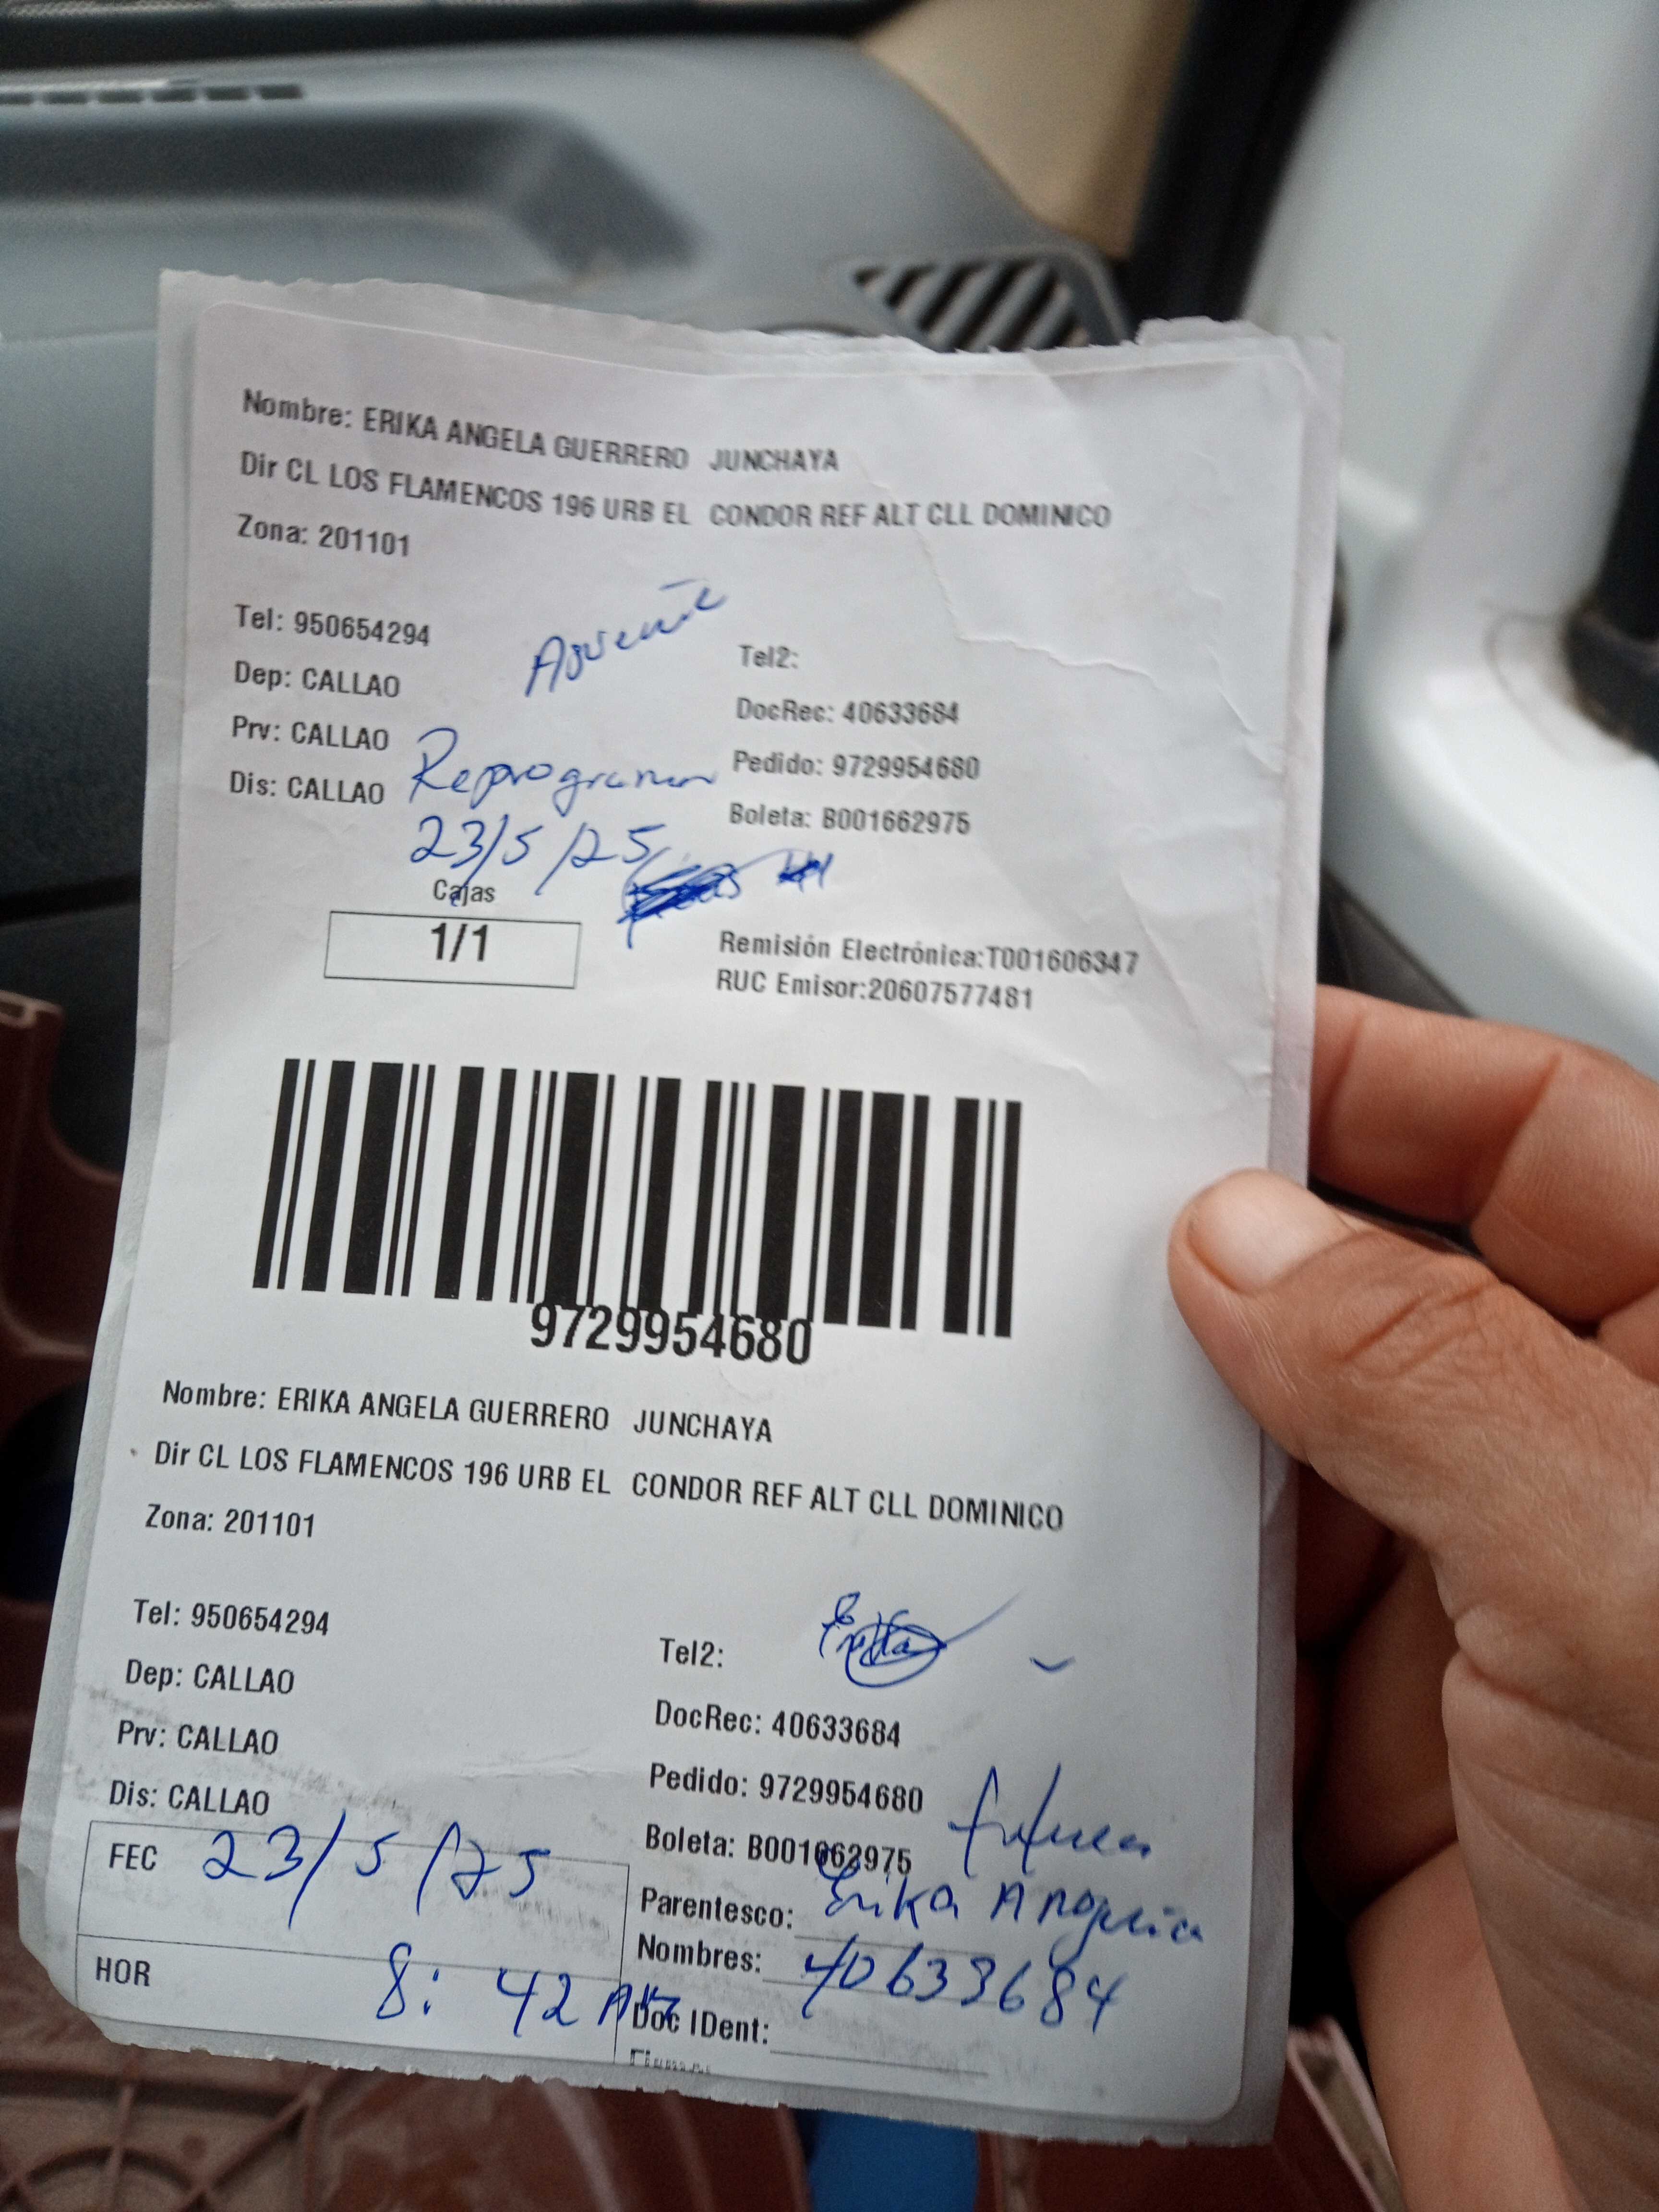 Nombre: ERIKA ANGELA GUERRERO JUNCHAYA
Dir CL LOS FLAMENCOS 196 URB EL CONDOR REF ALT CLL DOMINICO
Zona: 201101
Tel: 950654294
Tel2:
Dep: CALLAO
DocRec: 40633684
Prv: CALLAO
Pedido: 9729954680
Dis: CALLAO
Reprogramar
Boleta: B001662975
23/5/25
Cajas
1/1
Remisión Electrónica:T001606347
RUC Emisor:20607577481
9729954680
Nombre: ERIKA ANGELA GUERRERO JUNCHAYA
Dir CL LOS FLAMENCOS 196 URB EL CONDOR REF ALT CLL DOMINICO
Zona: 201101
Tel: 950654294
Tel2:
Dep: CALLAO
DocRec: 40633684
Prv: CALLAO
Pedido: 9729954680
Dis: CALLAO
Boleta: B001662975
FEC 23/5/25
Parentesco: Erika
Nombres: 40633684
HOR 8:42 AM
Doc IDent: